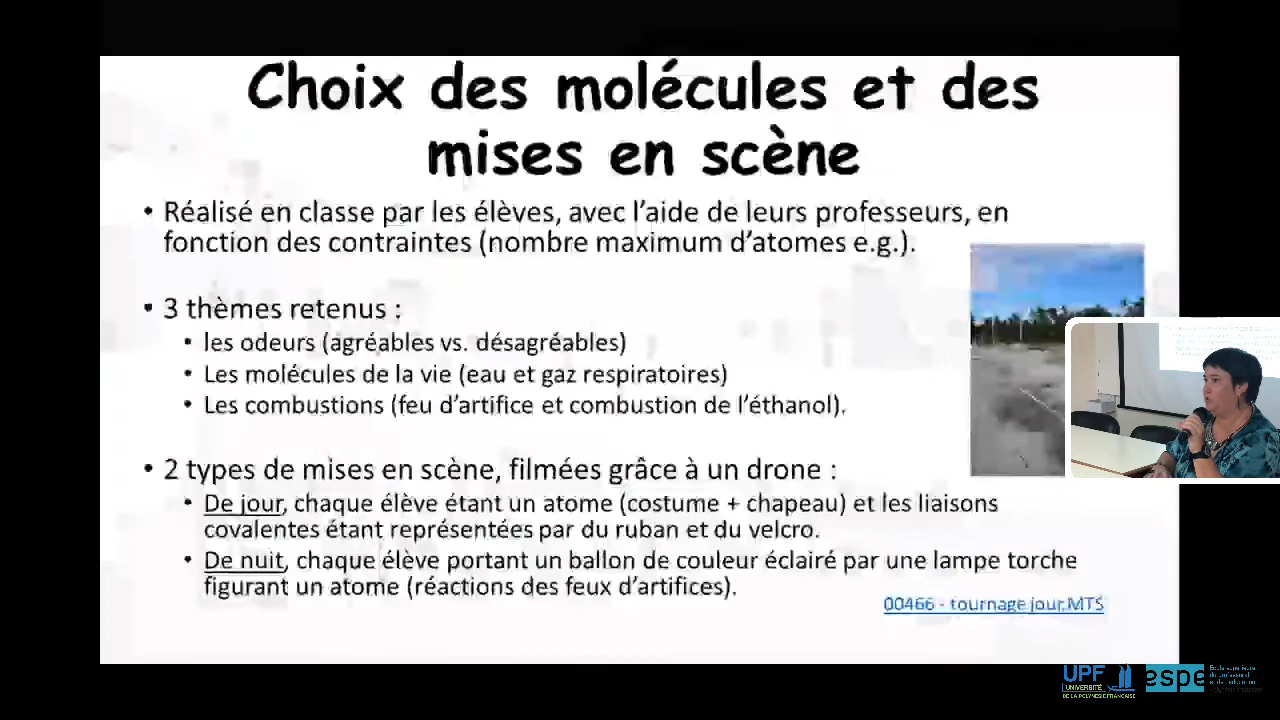 Choix des molécules et des
mises en scène
• Réalisé en classe par les élèves, avec l'aide de leurs professeurs, en
fonction des contraintes (nombre maximum d'atomes e.g.).
• 3 thèmes retenus :
• les odeurs (agréables vs. désagréables)
• Les molécules de la vie (eau et gaz respiratoires)
• Les combustions (feu d'artifice et combustion de l'éthanol).
• 2 types de mises en scène, filmées grâce à un drone :
• De jour, chaque élève étant un atome (costume + chapeau) et les liaisons
covalentes étant représentées par du ruban et du velcro.
• De nuit, chaque élève portant un ballon de couleur éclairé par une lampe torche
figurant un atome (réactions des feux d'artifices).
00466 - tournage jour.MTS
UPF
UNIVERSITÉ
DE LA POLYNÉSIE FRANÇAISE
espe